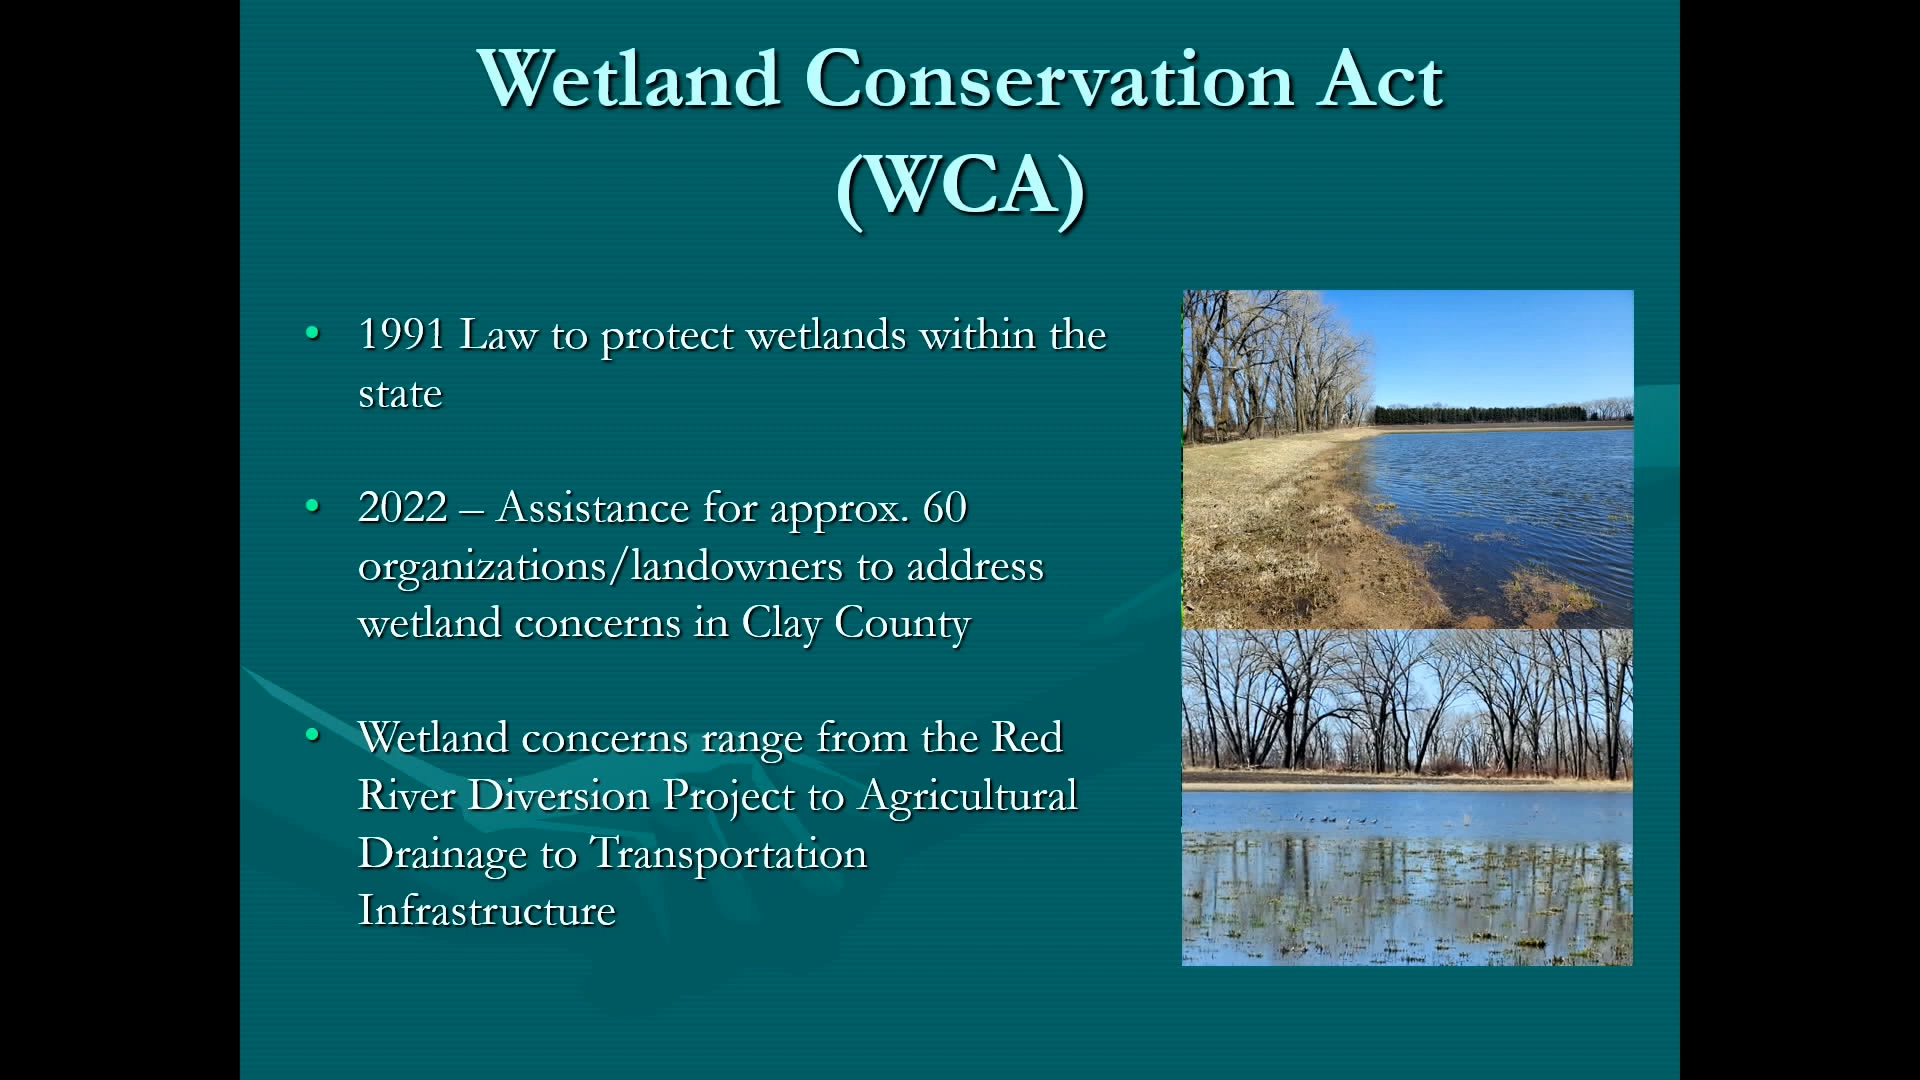 Wetland Conservation Act
(WCA)
• 1991 Law to protect wetlands within the
state
• 2022 – Assistance for approx. 60
organizations/landowners to address
wetland concerns in Clay County
• Wetland concerns range from the Red
River Diversion Project to Agricultural
Drainage to Transportation
Infrastructure